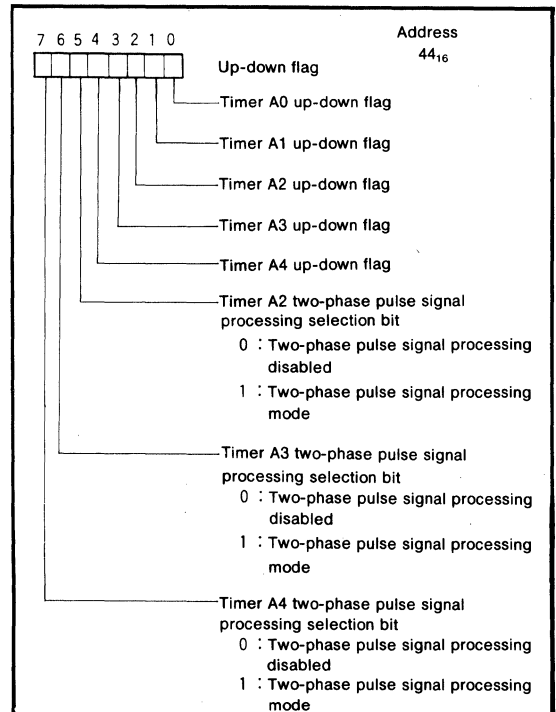 Address
44₁₆
7 6 5 4 3 2 1 0
Up-down flag
Timer A0 up-down flag
Timer A1 up-down flag
Timer A2 up-down flag
Timer A3 up-down flag
Timer A4 up-down flag
Timer A2 two-phase pulse signal
processing selection bit
0 : Two-phase pulse signal processing
disabled
1 : Two-phase pulse signal processing
mode
Timer A3 two-phase pulse signal
processing selection bit
0 : Two-phase pulse signal processing
disabled
1 : Two-phase pulse signal processing
mode
Timer A4 two-phase pulse signal
processing selection bit
0 : Two-phase pulse signal processing
disabled
1 : Two-phase pulse signal processing
mode